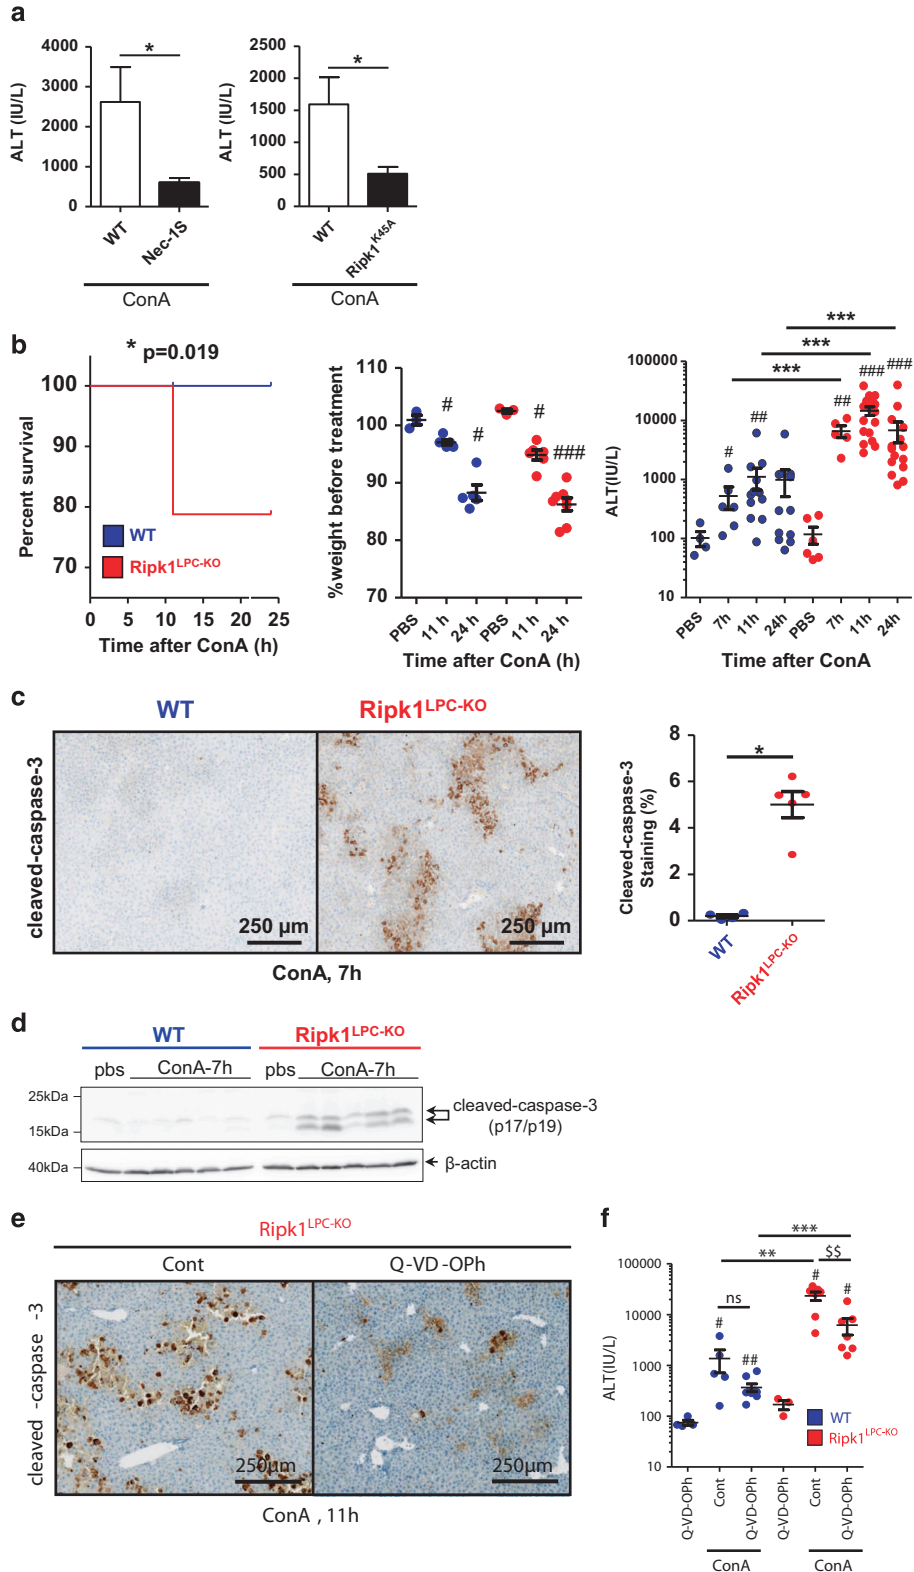 a
4000
3000
2000
1000
0
ALT (IU/L)
*
WT
Nec-1S
ConA
2500
2000
1500
1000
500
0
ALT (IU/L)
*
WT
Ripk1K45A
ConA
b
* p=0.019
100
90
80
70
Percent survival
WT
Ripk1LPC-KO
0 5 10 15 20 25
Time after ConA (h)
110
100
90
80
70
%weight before treatment
# # # ###
PBS 11 h 24 h PBS 11 h 24 h
Time after ConA (h)
***
***
***
100000
10000
1000
100
10
ALT(IU/L)
# ## ## ### ###
PBS 7h 11h 24h PBS 7h 11h 24h
Time after ConA
c
WT Ripk1LPC-KO
cleaved-caspase-3
250 µm 250 µm
ConA, 7h
8
6
4
2
0
Cleaved-caspase-3
Staining (%)
*
WT
Ripk1LPC-KO
d
WT Ripk1LPC-KO
pbs ConA-7h pbs ConA-7h
25kDa
15kDa
cleaved-caspase-3
(p17/p19)
40kDa
β-actin
e
Ripk1LPC-KO
Cont Q-VD-OPh
cleaved -caspase -3
250µm 250µm
ConA , 11h
f
***
** $$
100000
10000
1000
100
10
ALT(IU/L)
# ns ## # #
WT
Ripk1LPC-KO
Q-VD-OPh Cont Q-VD-OPh Q-VD-OPh Cont Q-VD-OPh
ConA ConA